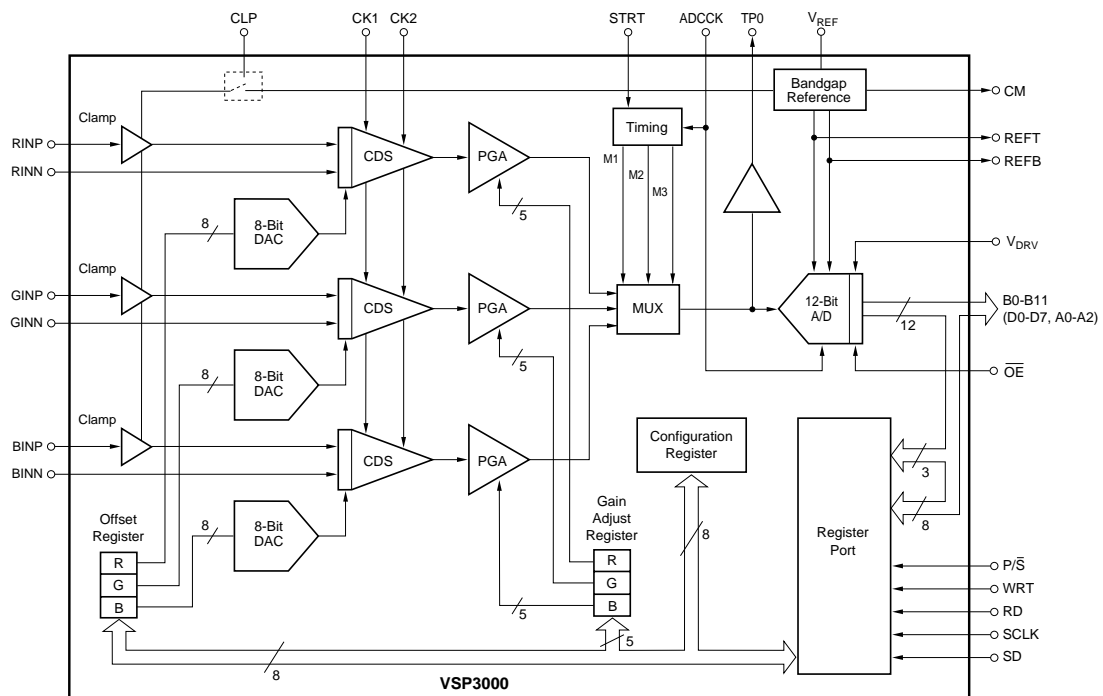 CLP CK1 CK2 STRT ADCCK TP0 VREF
Bandgap
Reference
CM
Clamp
Timing
REFT
RINP
CDS
PGA
M1
M2
M3
REFB
RINN
8
8-Bit
DAC
5
VDRV
Clamp
GINP
CDS
PGA
MUX
12-Bit
A/D
12
B0-B11
(D0-D7, A0-A2)
GINN
8
8-Bit
DAC
5
OE
Clamp
BINP
CDS
PGA
Configuration
Register
3
BINN
8
8-Bit
DAC
Offset
Register
Gain
Adjust
Register
8
Register
Port
8
R
G
B
R
G
B
5
P/S
WRT
RD
SCLK
SD
8
5
VSP3000